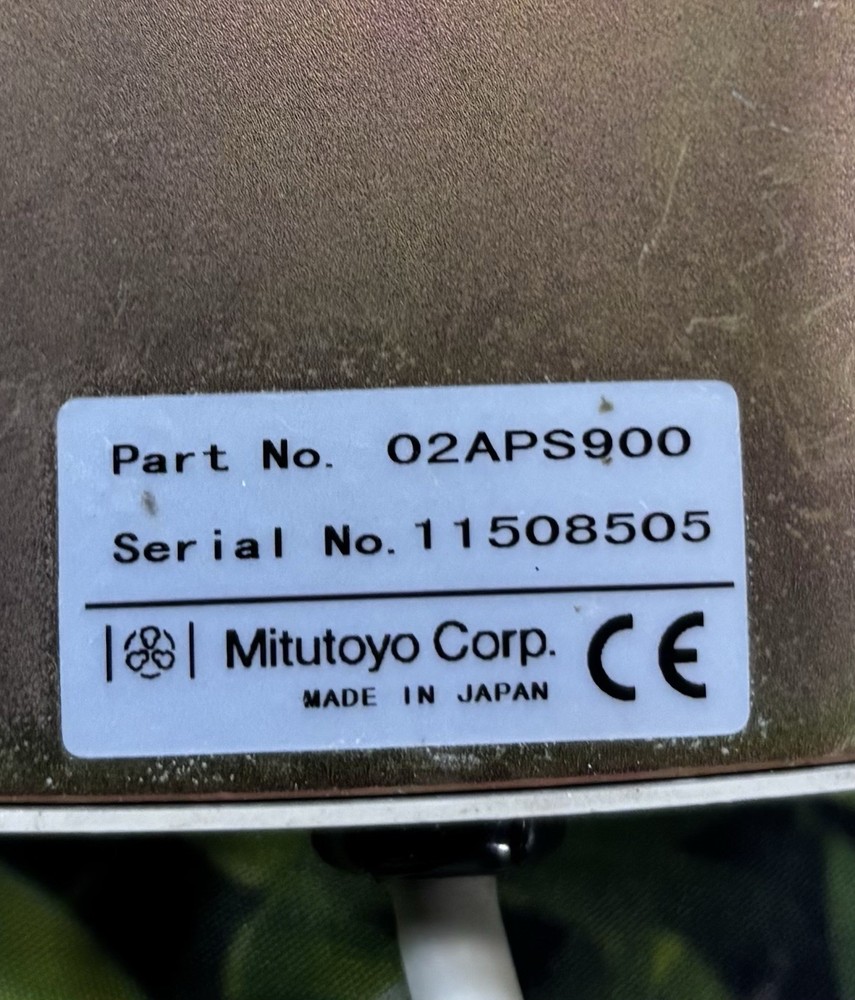 Part No. 02APS900
Serial No. 11508505
Mitutoyo Corp. CE
MADE IN JAPAN